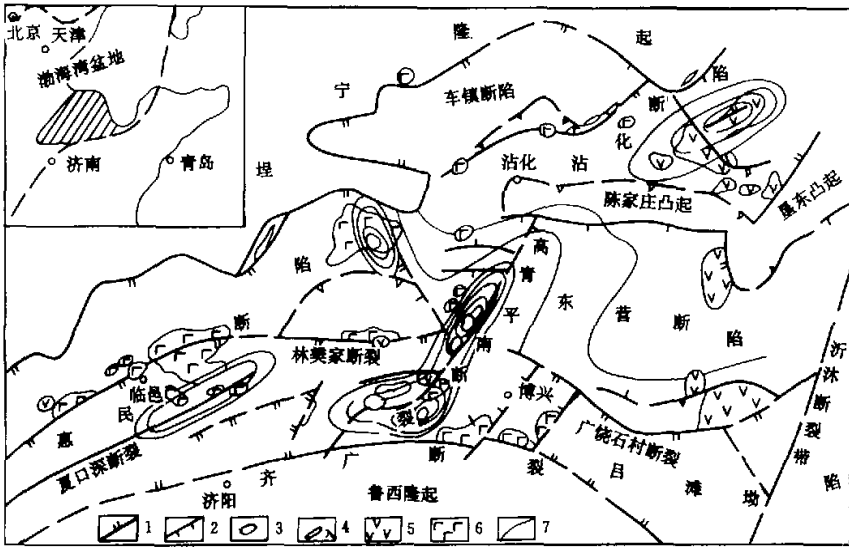 北京
天津
渤海湾盆地
济南
青岛
埕
宁
隆
起
车镇断陷
沾
化
断
陷
沾化
陈家庄凸起
垦东凸起
高
青
平
南
断
裂
东
营
断
陷
惠
民
断
陷
林樊家断裂
临邑
夏口深断裂
博兴
广饶石村断裂
沂
沐
断
裂
带
齐
广
断
裂
济阳
鲁西隆起
吕
滩
坳
陷
1
2
3
4
5
6
7